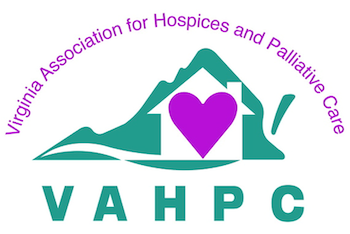 Virginia Association for Hospices and Palliative Care
VAHPC